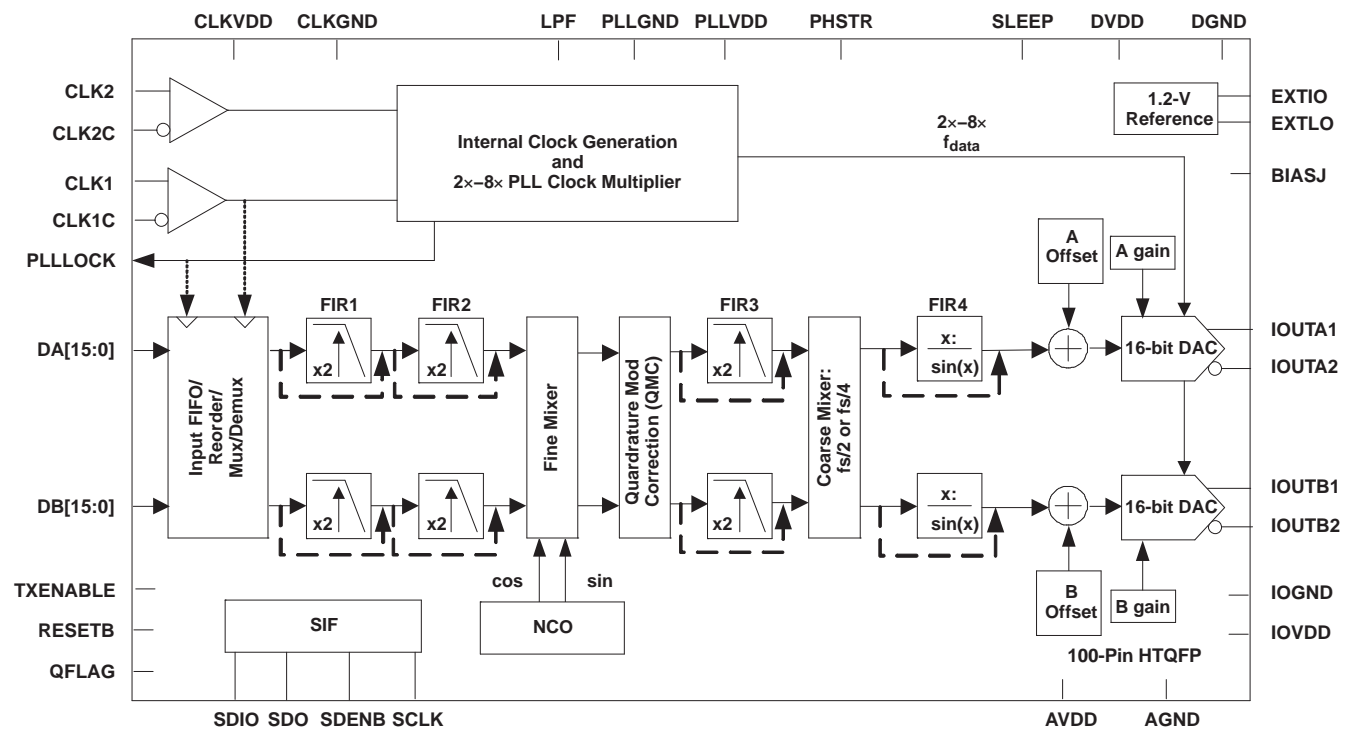 CLKVDD CLKGND LPF PLLGND PLLVDD PHSTR SLEEP DVDD DGND
CLK2
CLK2C
CLK1
CLK1C
PLLLOCK
Internal Clock Generation
and
2×–8× PLL Clock Multiplier
2×–8×
fdata
1.2-V
Reference
EXTIO
EXTLO
BIASJ
A
Offset
A gain
FIR1 FIR2 FIR3 FIR4
DA[15:0]
x2
x2
x2
x:
sin(x)
16-bit DAC
IOUTA1
IOUTA2
Input FIFO/
Reorder/
Mux/Demux
Fine Mixer
Quardrature Mod
Correction (QMC)
Coarse Mixer:
fs/2 or fs/4
DB[15:0]
x2
x2
x2
x:
sin(x)
16-bit DAC
IOUTB1
IOUTB2
cos sin
NCO
B
Offset
B gain
TXENABLE
RESETB
QFLAG
SIF
IOGND
IOVDD
100-Pin HTQFP
SDIO SDO SDENB SCLK AVDD AGND